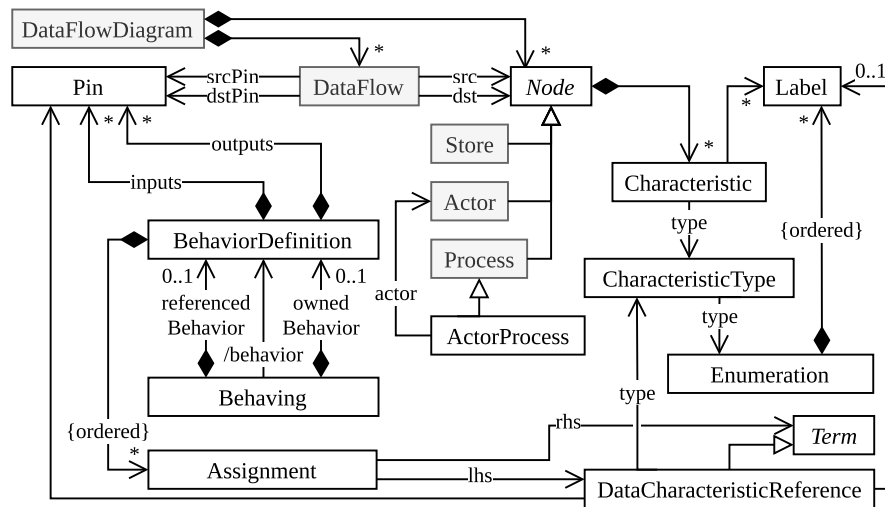 DataFlowDiagram
*
*
Pin
srcPin
dstPin
DataFlow
src
dst
Node
Label
0..1
*
*
outputs
Store
*
*
*
inputs
Actor
Characteristic
BehaviorDefinition
type
{ordered}
Process
0..1
0..1
CharacteristicType
referenced
Behavior
owned
Behavior
actor
type
ActorProcess
/behavior
Enumeration
Behaving
type
{ordered}
*
rhs
Term
Assignment
lhs
DataCharacteristicReference